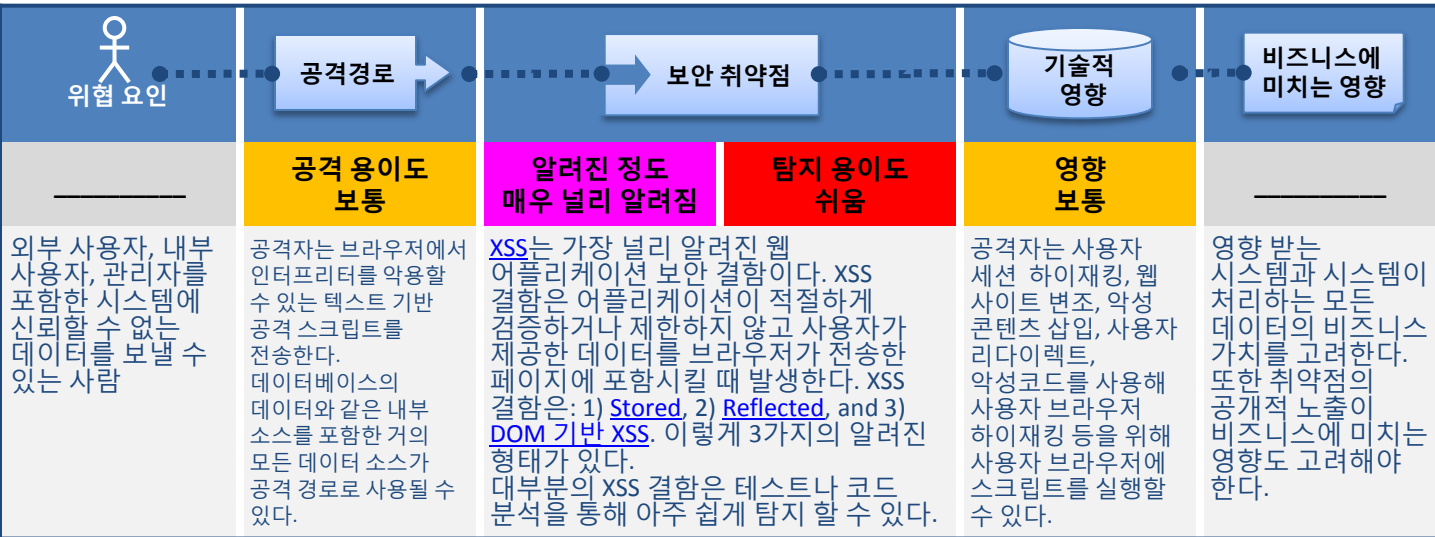 위협 요인
공격경로
보안 취약점
기술적
영향
비즈니스에
미치는 영향
__________
공격 용이도
보통
알려진 정도
매우 널리 알려짐
탐지 용이도
쉬움
영향
보통
__________
외부 사용자, 내부
사용자, 관리자를
포함한 시스템에
신뢰할 수 없는
데이터를 보낼 수
있는 사람
공격자는 브라우저에서
인터프리터를 악용할
수 있는 텍스트 기반
공격 스크립트를
전송한다.
데이터베이스의
데이터와 같은 내부
소스를 포함한 거의
모든 데이터 소스가
공격 경로로 사용될 수
있다.
XSS는 가장 널리 알려진 웹
어플리케이션 보안 결함이다. XSS
결함은 어플리케이션이 적절하게
검증하거나 제한하지 않고 사용자가
제공한 데이터를 브라우저가 전송한
페이지에 포함시킬 때 발생한다. XSS
결함은: 1) Stored, 2) Reflected, and 3)
DOM 기반 XSS. 이렇게 3가지의 알려진
형태가 있다.
대부분의 XSS 결함은 테스트나 코드
분석을 통해 아주 쉽게 탐지 할 수 있다.
공격자는 사용자
세션 하이재킹, 웹
사이트 변조, 악성
콘텐츠 삽입, 사용자
리다이렉트,
악성코드를 사용해
사용자 브라우저
하이재킹 등을 위해
사용자 브라우저에
스크립트를 실행할
수 있다.
영향 받는
시스템과 시스템이
처리하는 모든
데이터의 비즈니스
가치를 고려한다.
또한 취약점의
공개적 노출이
비즈니스에 미치는
영향도 고려해야
한다.